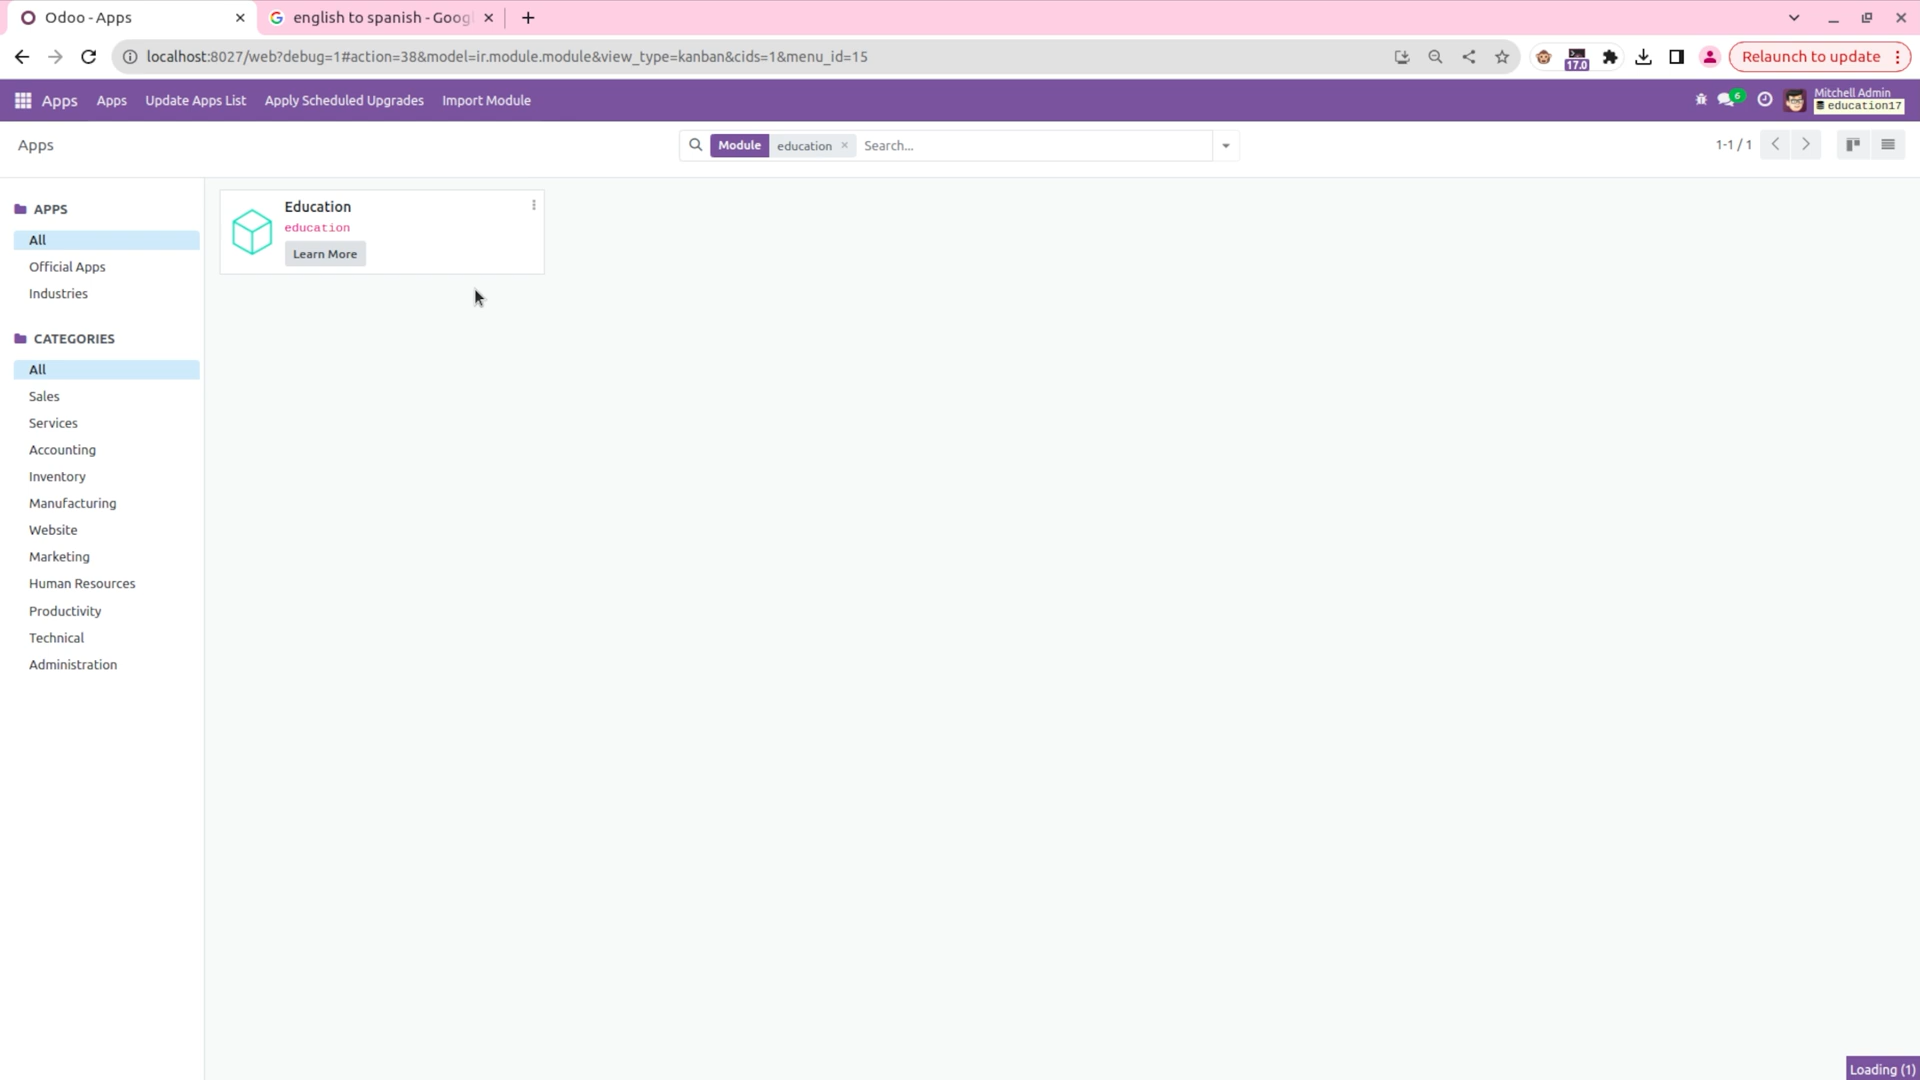 Odoo - Apps
english to spanish - Goog
localhost:8027/web?debug=1#action=38&model=ir.module.module&view_type=kanban&cids=1&menu_id=15
17.0
Relaunch to update
Apps
Apps
Update Apps List
Apply Scheduled Upgrades
Import Module
6
Mitchell Admin
education17
Apps
Module
education
Search...
1-1 / 1
APPS
All
Official Apps
Industries
CATEGORIES
All
Sales
Services
Accounting
Inventory
Manufacturing
Website
Marketing
Human Resources
Productivity
Technical
Administration
Education
education
Learn More
Loading (1)